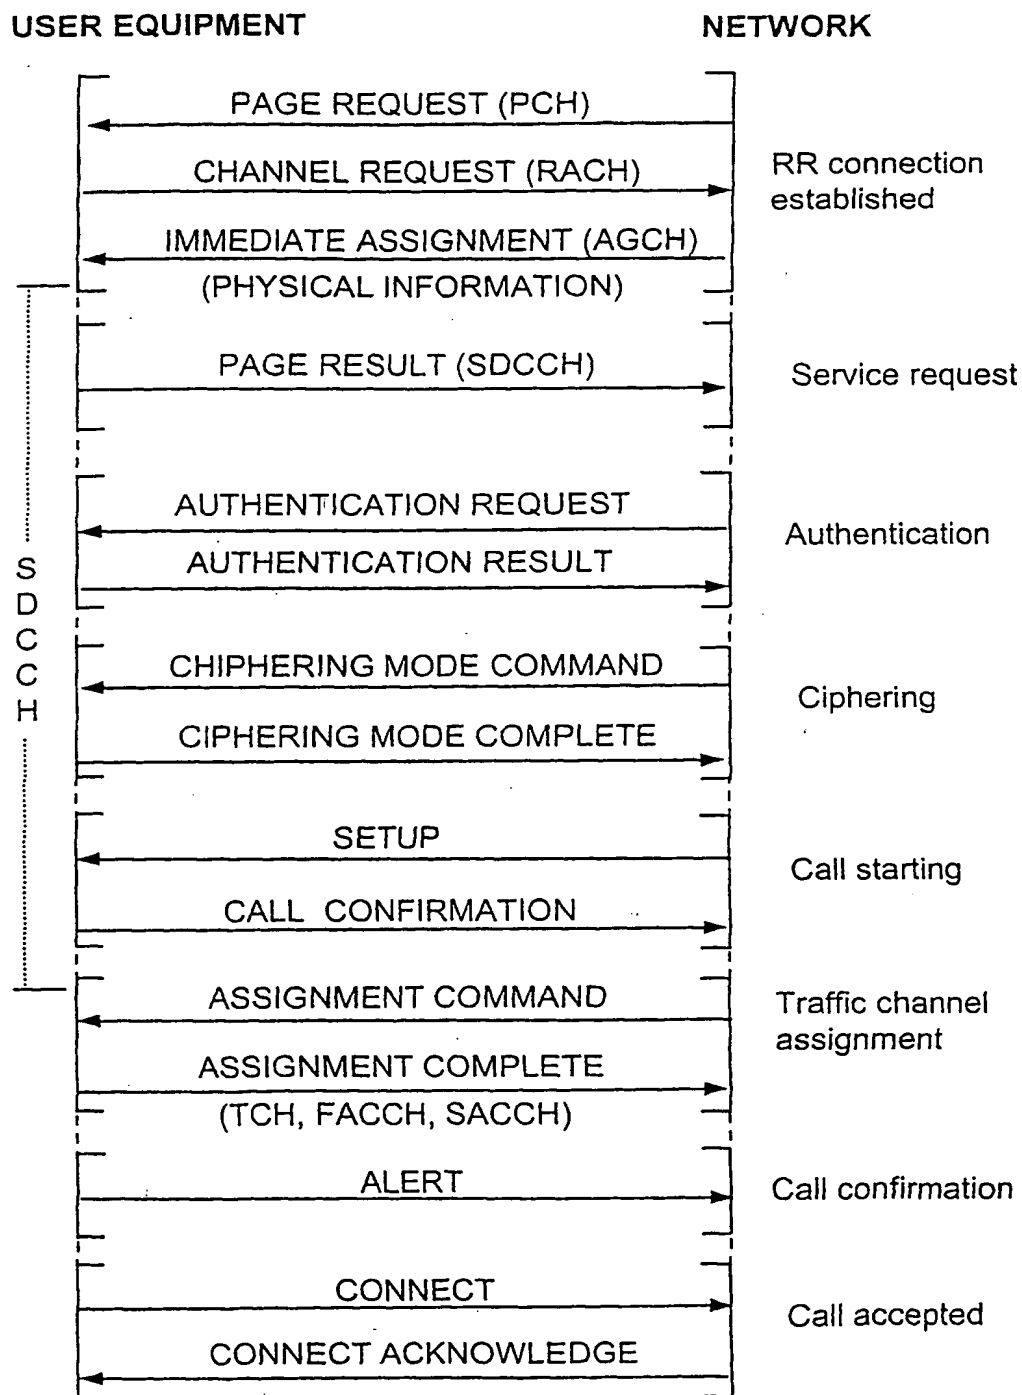 USER EQUIPMENT
NETWORK
PAGE REQUEST (PCH)
CHANNEL REQUEST (RACH)
RR connection
established
IMMEDIATE ASSIGNMENT (AGCH)
(PHYSICAL INFORMATION)
PAGE RESULT (SDCCH)
Service request
AUTHENTICATION REQUEST
Authentication
AUTHENTICATION RESULT
SDCCH
CHIPHERING MODE COMMAND
Ciphering
CIPHERING MODE COMPLETE
SETUP
Call starting
CALL CONFIRMATION
ASSIGNMENT COMMAND
Traffic channel
assignment
ASSIGNMENT COMPLETE
(TCH, FACCH, SACCH)
ALERT
Call confirmation
CONNECT
Call accepted
CONNECT ACKNOWLEDGE